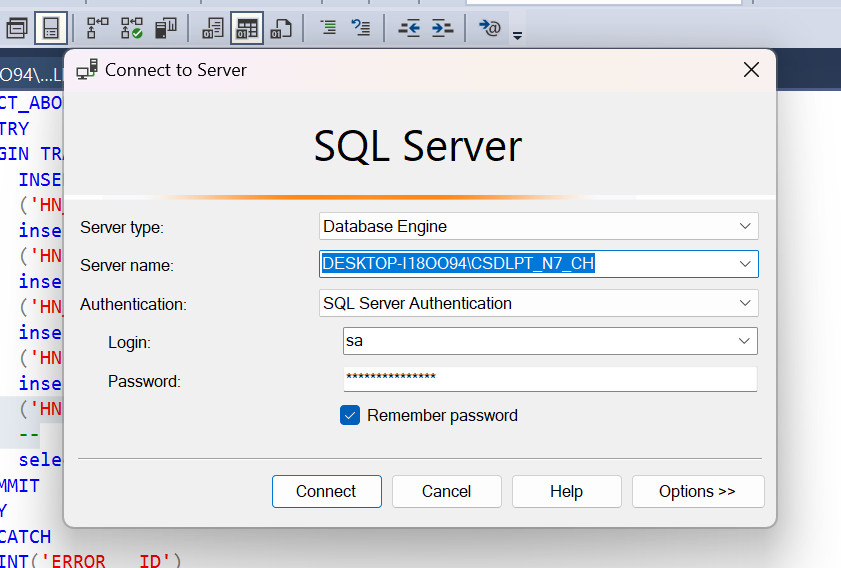 O94\...L
Connect to Server
CT_ABO
TRY
GIN TRA
INSE
('HN_
inse
('HN
inse
('HN_
inse
('HN
inse
('HN
--
sele
MMIT
Y
CATCH
INT('ERROR   ID')
SQL Server
Server type:
Database Engine
Server name:
DESKTOP-I18OO94\CSDLPT_N7_CH
Authentication:
SQL Server Authentication
Login:
sa
Password:
***************
Remember password
Connect
Cancel
Help
Options >>